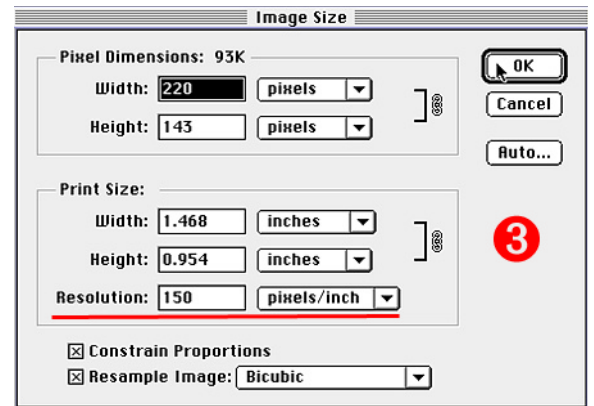 Image Size
Pixel Dimensions: 93K
Width: 220 pixels
Height: 143 pixels
OK
Cancel
Auto...
Print Size:
Width: 1.468 inches
Height: 0.954 inches
Resolution: 150 pixels/inch
3
Constrain Proportions
Resample Image: Bicubic